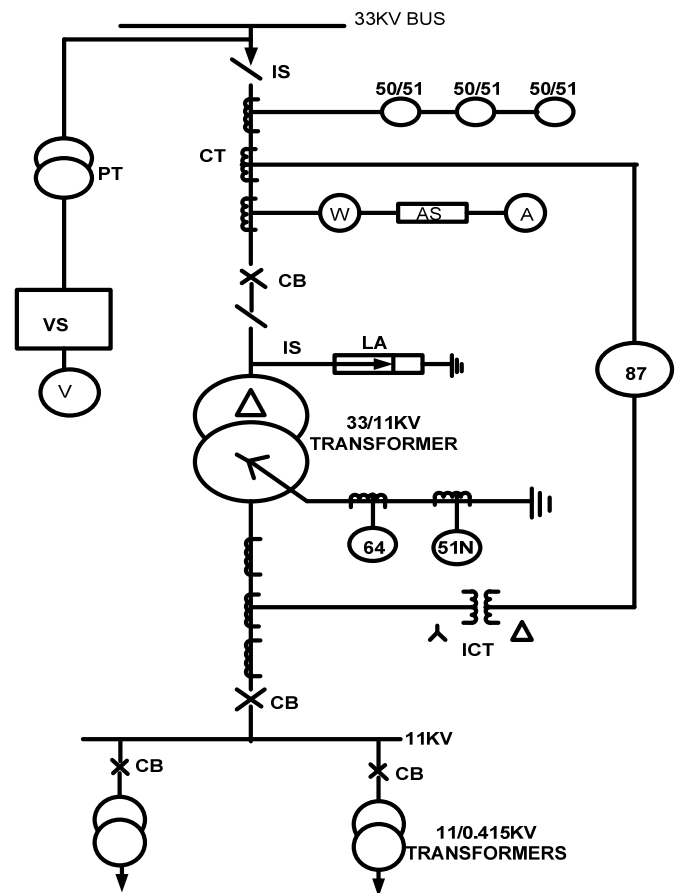 33KV BUS
IS
50/51 50/51 50/51
CT
PT
W AS A
CB
VS
IS LA
V
87
33/11KV
TRANSFORMER
64 51N
ICT
CB
11KV
CB CB
11/0.415KV
TRANSFORMERS